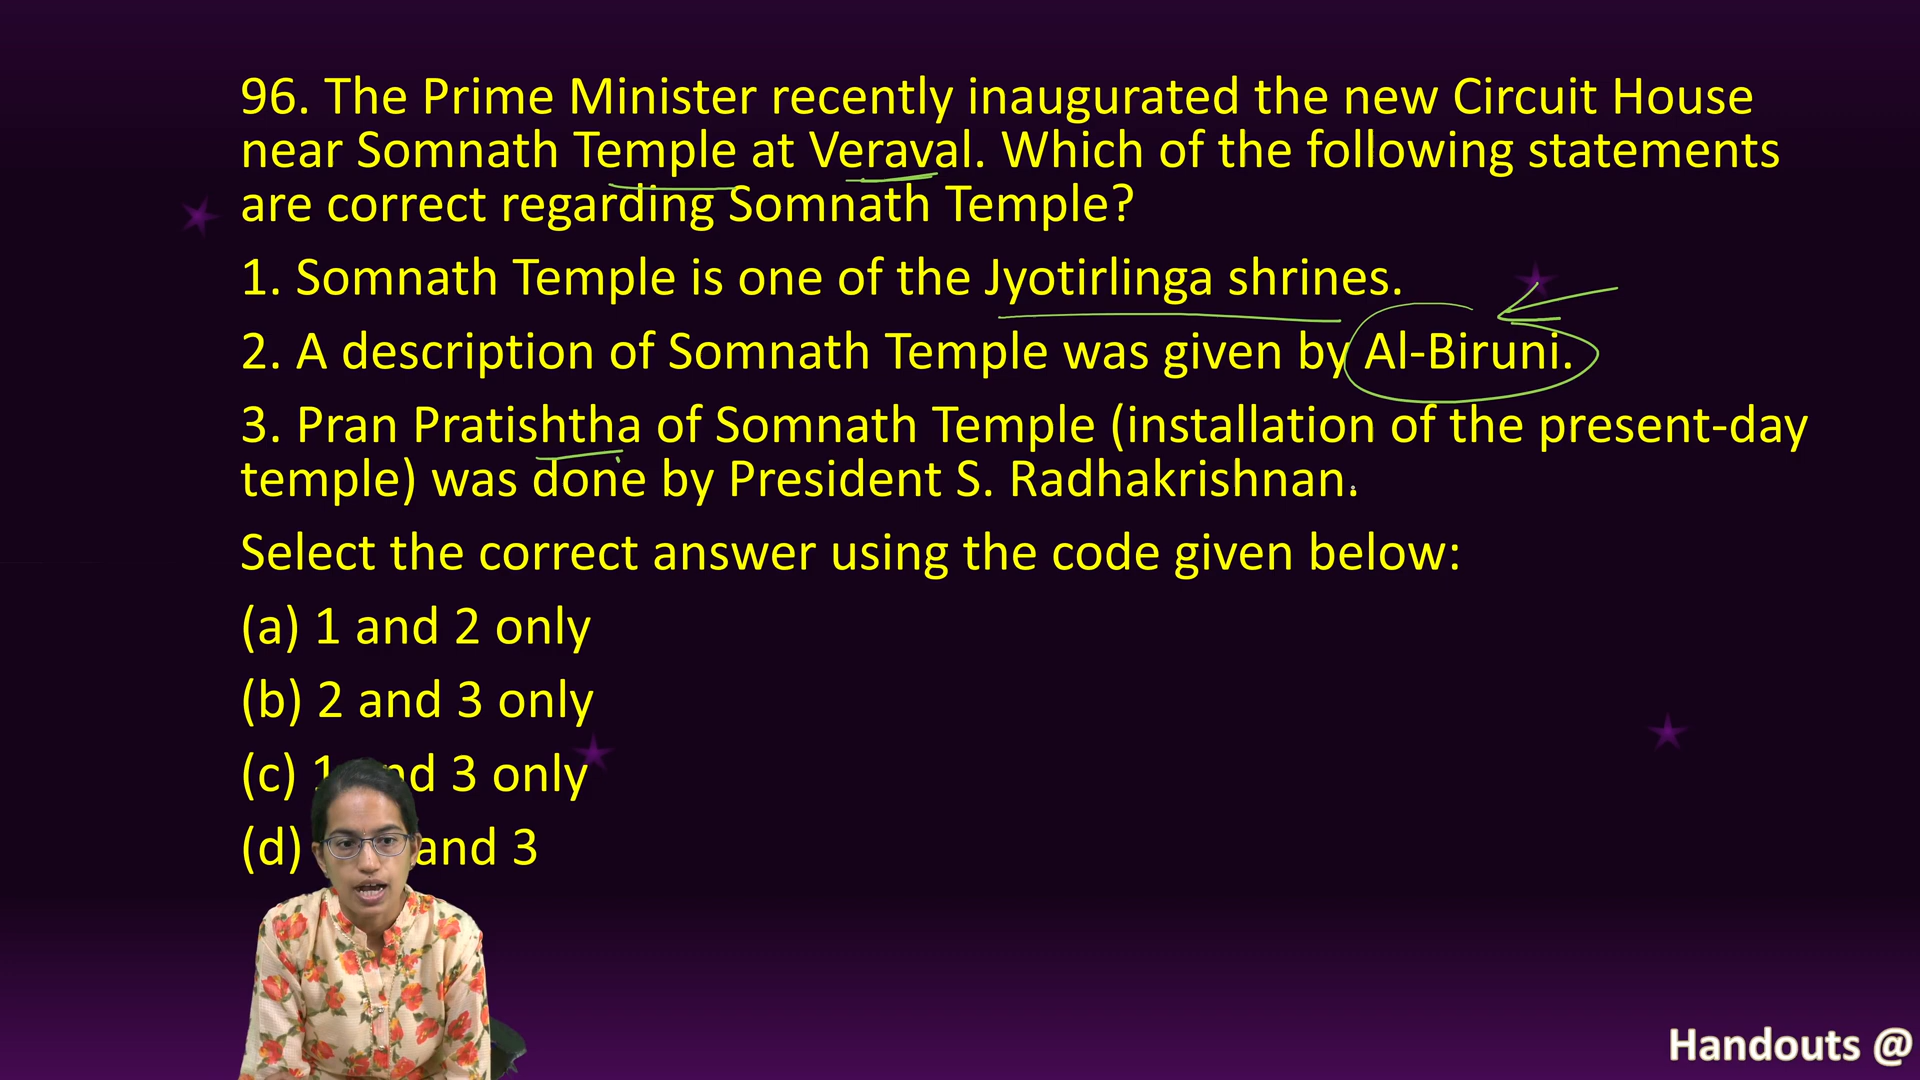 96. The Prime Minister recently inaugurated the new Circuit House
near Somnath Temple at Veraval. Which of the following statements
are correct regarding Somnath Temple?
1. Somnath Temple is one of the Jyotirlinga shrines.
2. A description of Somnath Temple was given by Al-Biruni.
3. Pran Pratishtha of Somnath Temple (installation of the present-day
temple) was done by President S. Radhakrishnan.
Select the correct answer using the code given below:
(a) 1 and 2 only
(b) 2 and 3 only
(c) 1 and 3 only
(d) and 3
Handouts @